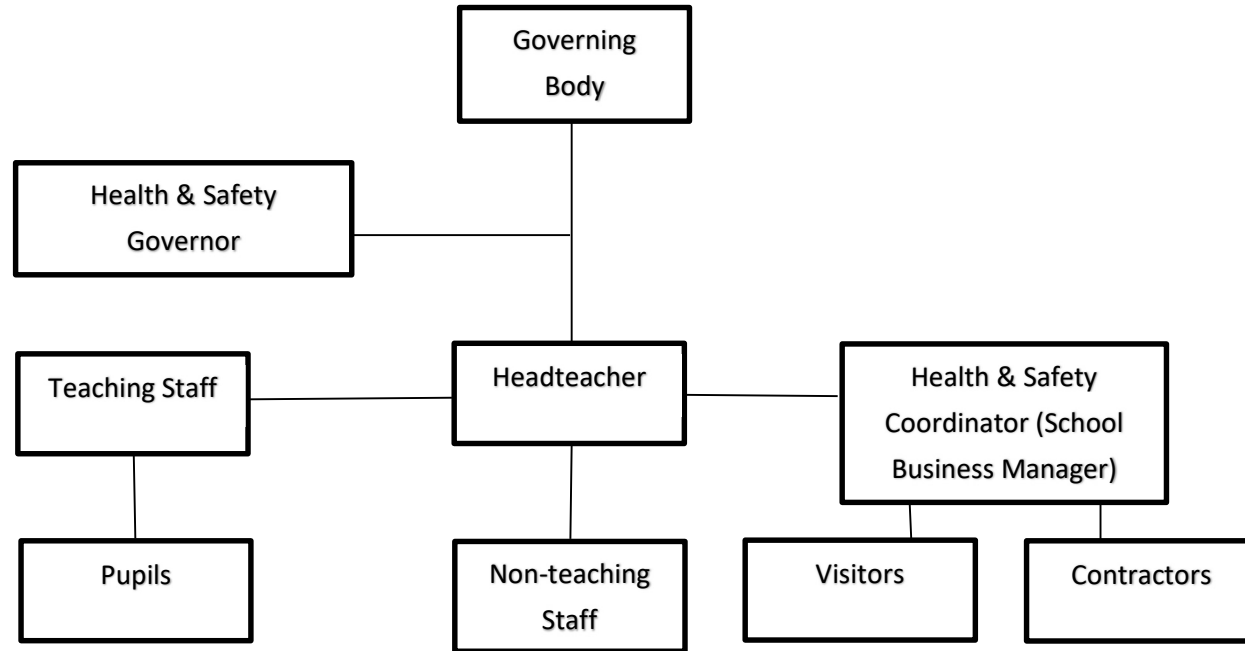 Governing
Body
Health & Safety
Governor
Teaching Staff
Headteacher
Health & Safety
Coordinator (School
Business Manager)
Pupils
Non-teaching
Staff
Visitors
Contractors